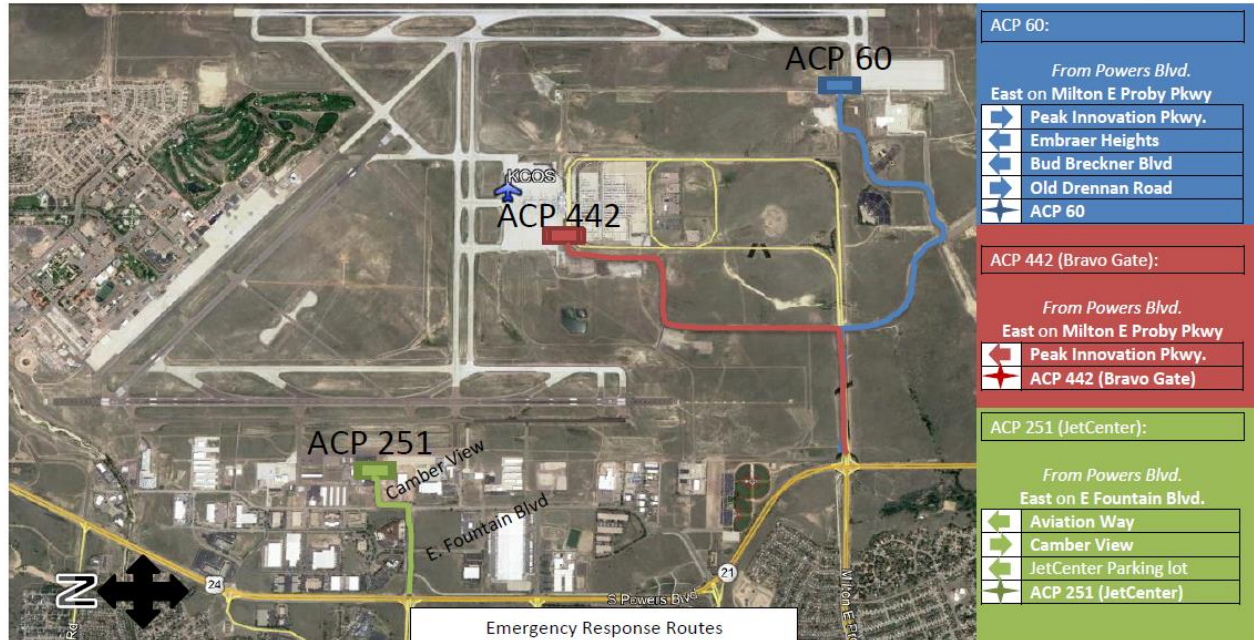 ACP 60
KCOS
ACP 442
ACP 251
Camber View
E. Fountain Blvd
N
24
21
S Powers Blvd
Rd
Emergency Response Routes
ACP 60:
From Powers Blvd.
East on Milton E Proby Pkwy
Peak Innovation Pkwy.
Embraer Heights
Bud Breckner Blvd
Old Drennan Road
ACP 60
ACP 442 (Bravo Gate):
From Powers Blvd.
East on Milton E Proby Pkwy
Peak Innovation Pkwy.
ACP 442 (Bravo Gate)
ACP 251 (JetCenter):
From Powers Blvd.
East on E Fountain Blvd.
Aviation Way
Camber View
JetCenter Parking lot
ACP 251 (JetCenter)